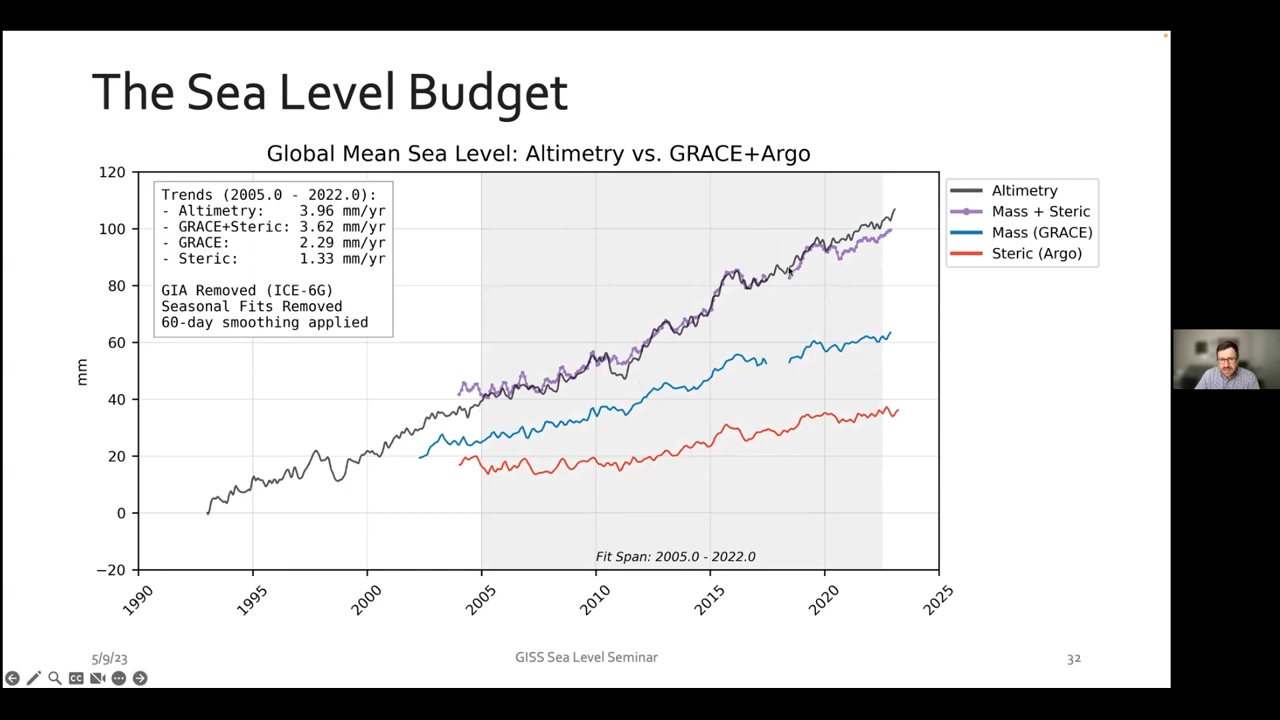 The Sea Level Budget
Global Mean Sea Level: Altimetry vs. GRACE+Argo
120
100
80
60
40
20
0
−20
mm
Trends (2005.0 - 2022.0):
- Altimetry: 3.96 mm/yr
- GRACE+Steric: 3.62 mm/yr
- GRACE: 2.29 mm/yr
- Steric: 1.33 mm/yr
GIA Removed (ICE-6G)
Seasonal Fits Removed
60-day smoothing applied
Altimetry
Mass + Steric
Mass (GRACE)
Steric (Argo)
Fit Span: 2005.0 - 2022.0
1990
1995
2000
2005
2010
2015
2020
2025
5/9/23
GISS Sea Level Seminar
32
CC